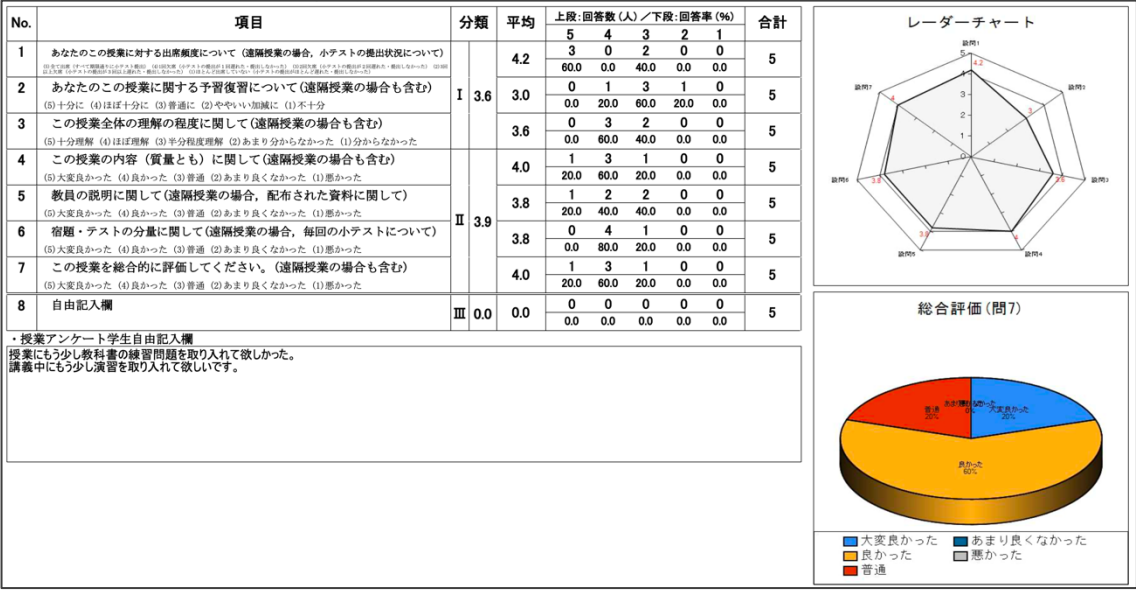 No. 項目 分類 平均 上段:回答数(人)/下段:回答率(%) 合計
5 4 3 2 1
1 あなたのこの授業に対する出席頻度について(遠隔授業の場合,小テストの提出状況について) 4.2 3 0 2 0 0 5
60.0 0.0 40.0 0.0 0.0
2 あなたのこの授業に関する予習復習について(遠隔授業の場合も含む) Ⅰ 3.6 3.0 0 1 3 1 0 5
(5)十分に (4)ほぼ十分に (3)普通に (2)ややいい加減に (1)不十分 0.0 20.0 60.0 20.0 0.0
3 この授業全体の理解の程度に関して(遠隔授業の場合も含む) 3.6 0 3 2 0 0 5
(5)十分理解 (4)ほぼ理解 (3)半分程度理解 (2)あまり分からなかった (1)分からなかった 0.0 60.0 40.0 0.0 0.0
4 この授業の内容(質量とも)に関して(遠隔授業の場合も含む) 4.0 1 3 1 0 0 5
(5)大変良かった (4)良かった (3)普通 (2)あまり良くなかった (1)悪かった 20.0 60.0 20.0 0.0 0.0
5 教員の説明に関して(遠隔授業の場合,配布された資料に関して) 3.8 1 2 2 0 0 5
(5)大変良かった (4)良かった (3)普通 (2)あまり良くなかった (1)悪かった Ⅱ 3.9 20.0 40.0 40.0 0.0 0.0
6 宿題・テストの分量に関して(遠隔授業の場合,毎回の小テストについて) 3.8 0 4 1 0 0 5
(5)大変良かった (4)良かった (3)普通 (2)あまり良くなかった (1)悪かった 0.0 80.0 20.0 0.0 0.0
7 この授業を総合的に評価してください。(遠隔授業の場合も含む) 4.0 1 3 1 0 0 5
(5)大変良かった (4)良かった (3)普通 (2)あまり良くなかった (1)悪かった 20.0 60.0 20.0 0.0 0.0
8 自由記入欄 Ⅲ 0.0 0.0 0 0 0 0 0 5
0.0 0.0 0.0 0.0 0.0
・授業アンケート学生自由記入欄
授業にもう少し教科書の練習問題を取り入れて欲しかった。
講義中にもう少し演習を取り入れて欲しいです。
レーダーチャート
設問1
5
4.2
4
3
2
1
0
設問7
4
3
設問6
3.8
3.6
設問3
設問5
3.8
4
設問4
総合評価(問7)
普通
20%
0%
大変良かった
20%
良かった
60%
大変良かった あまり良くなかった
良かった 悪かった
普通